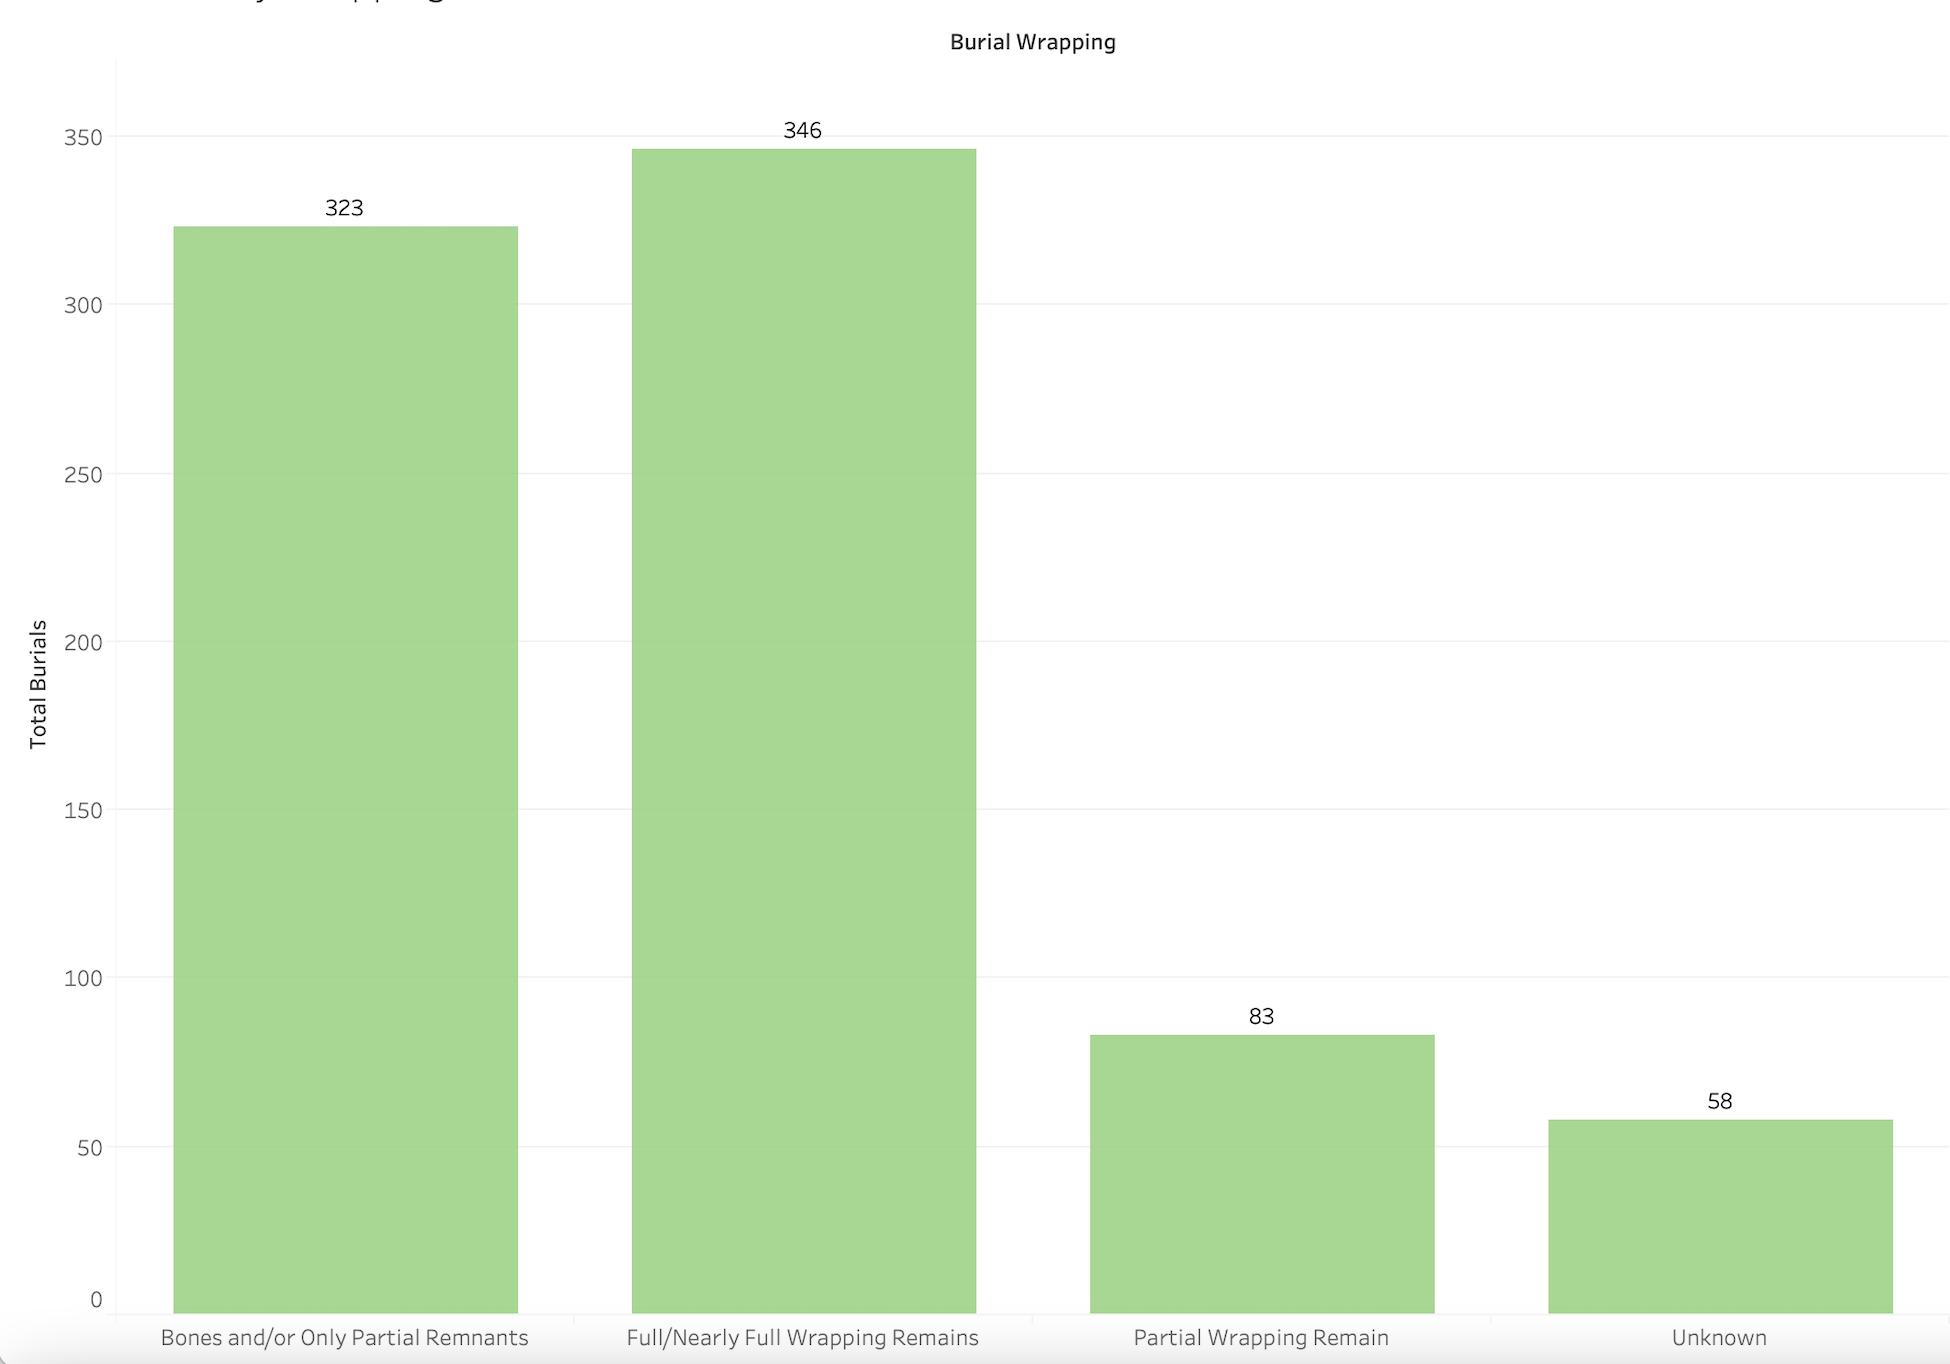 Burial Wrapping
350
300
250
200
150
100
50
0
Total Burials
323
346
83
58
Bones and/or Only Partial Remnants
Full/Nearly Full Wrapping Remains
Partial Wrapping Remain
Unknown